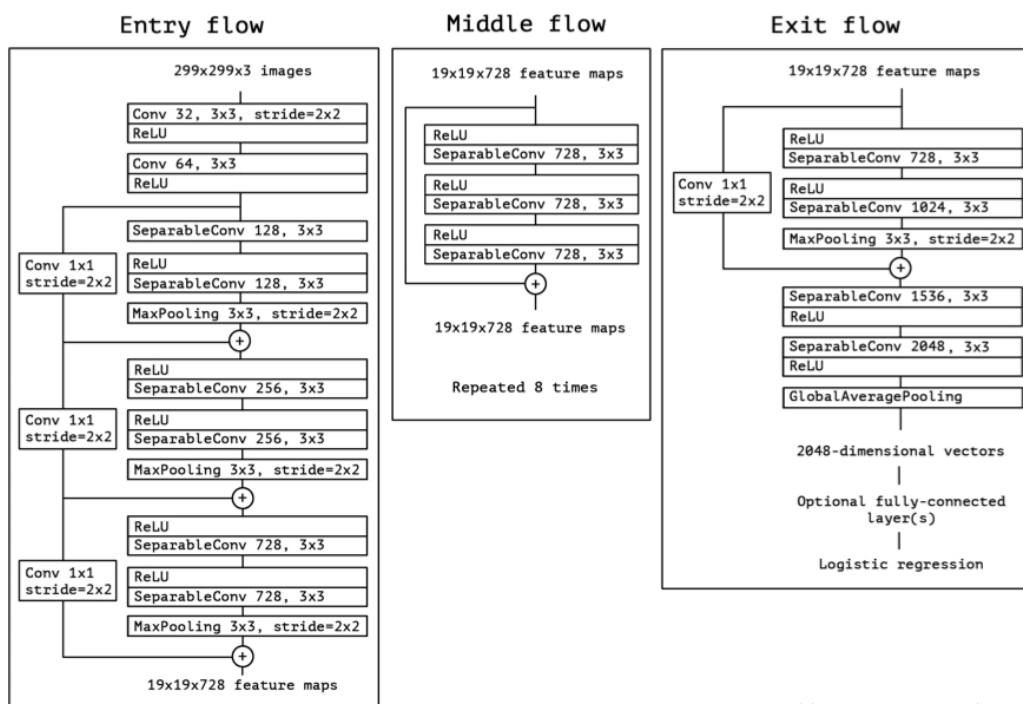 Entry flow
299x299x3 images
Conv 32, 3x3, stride=2x2
ReLU
Conv 64, 3x3
ReLU
SeparableConv 128, 3x3
Conv 1x1
stride=2x2
ReLU
SeparableConv 128, 3x3
MaxPooling 3x3, stride=2x2
+
ReLU
SeparableConv 256, 3x3
Conv 1x1
stride=2x2
ReLU
SeparableConv 256, 3x3
MaxPooling 3x3, stride=2x2
+
ReLU
SeparableConv 728, 3x3
Conv 1x1
stride=2x2
ReLU
SeparableConv 728, 3x3
MaxPooling 3x3, stride=2x2
+
19x19x728 feature maps
Middle flow
19x19x728 feature maps
ReLU
SeparableConv 728, 3x3
ReLU
SeparableConv 728, 3x3
ReLU
SeparableConv 728, 3x3
+
19x19x728 feature maps
Repeated 8 times
Exit flow
19x19x728 feature maps
ReLU
SeparableConv 728, 3x3
Conv 1x1
stride=2x2
ReLU
SeparableConv 1024, 3x3
MaxPooling 3x3, stride=2x2
+
SeparableConv 1536, 3x3
ReLU
SeparableConv 2048, 3x3
ReLU
GlobalAveragePooling
2048-dimensional vectors
Optional fully-connected
layer(s)
Logistic regression